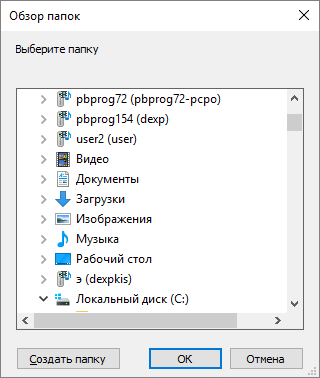 Обзор папок
Выберите папку
pbprog72 (pbprog72-pcpo)
pbprog154 (dexp)
user2 (user)
Видео
Документы
Загрузки
Изображения
Музыка
Рабочий стол
э (dexpkis)
Локальный диск (C:)
Создать папку
ОК
Отмена